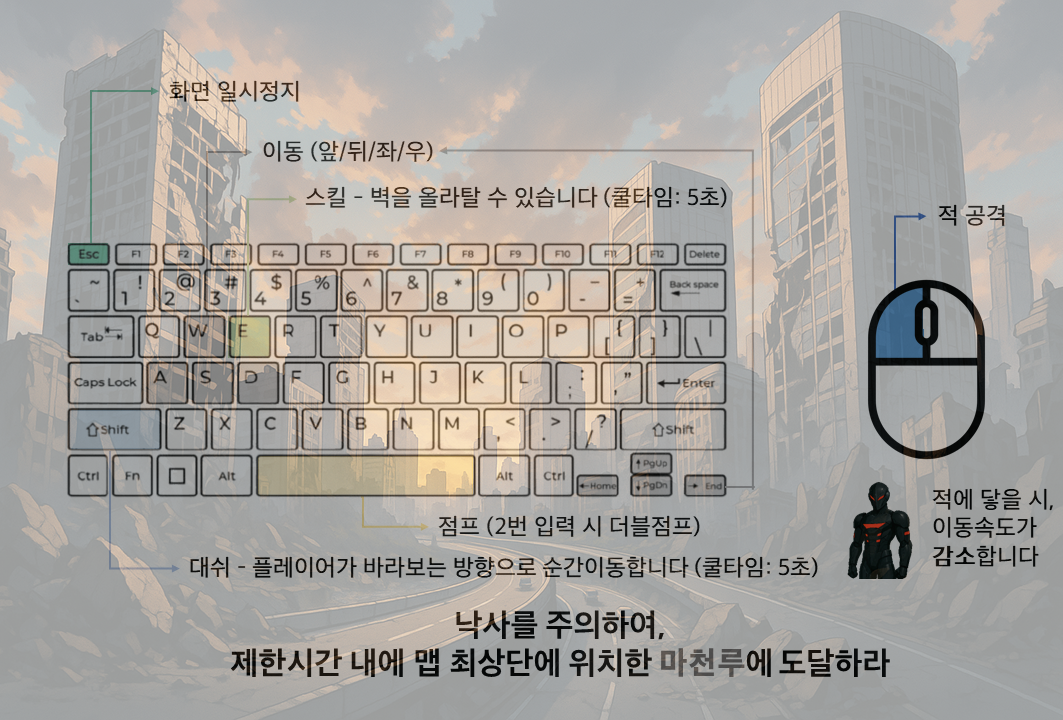 화면 일시정지
이동 (앞/뒤/좌/우)
스킬 - 벽을 올라탈 수 있습니다 (쿨타임: 5초)
적 공격
Esc F1 F2 F3 F4 F5 F6 F7 F8 F9 F10 F11 F12 Delete
~ ! @ # $ % ^ & * ( ) – + Back space
` 1 2 3 4 5 6 7 8 9 0 - =
Tab Q W E R T Y U I O P { } |
[ ] \
Caps Lock A S D F G H J K L : " Enter
; ,
Shift Z X C V B N M < > ? Shift
, . /
Ctrl Fn Alt Alt Ctrl Home PgUp PgDn End
적에 닿을 시,
이동속도가
감소합니다
점프 (2번 입력 시 더블점프)
대쉬 - 플레이어가 바라보는 방향으로 순간이동합니다 (쿨타임: 5초)
낙사를 주의하여,
제한시간 내에 맵 최상단에 위치한 마천루에 도달하라